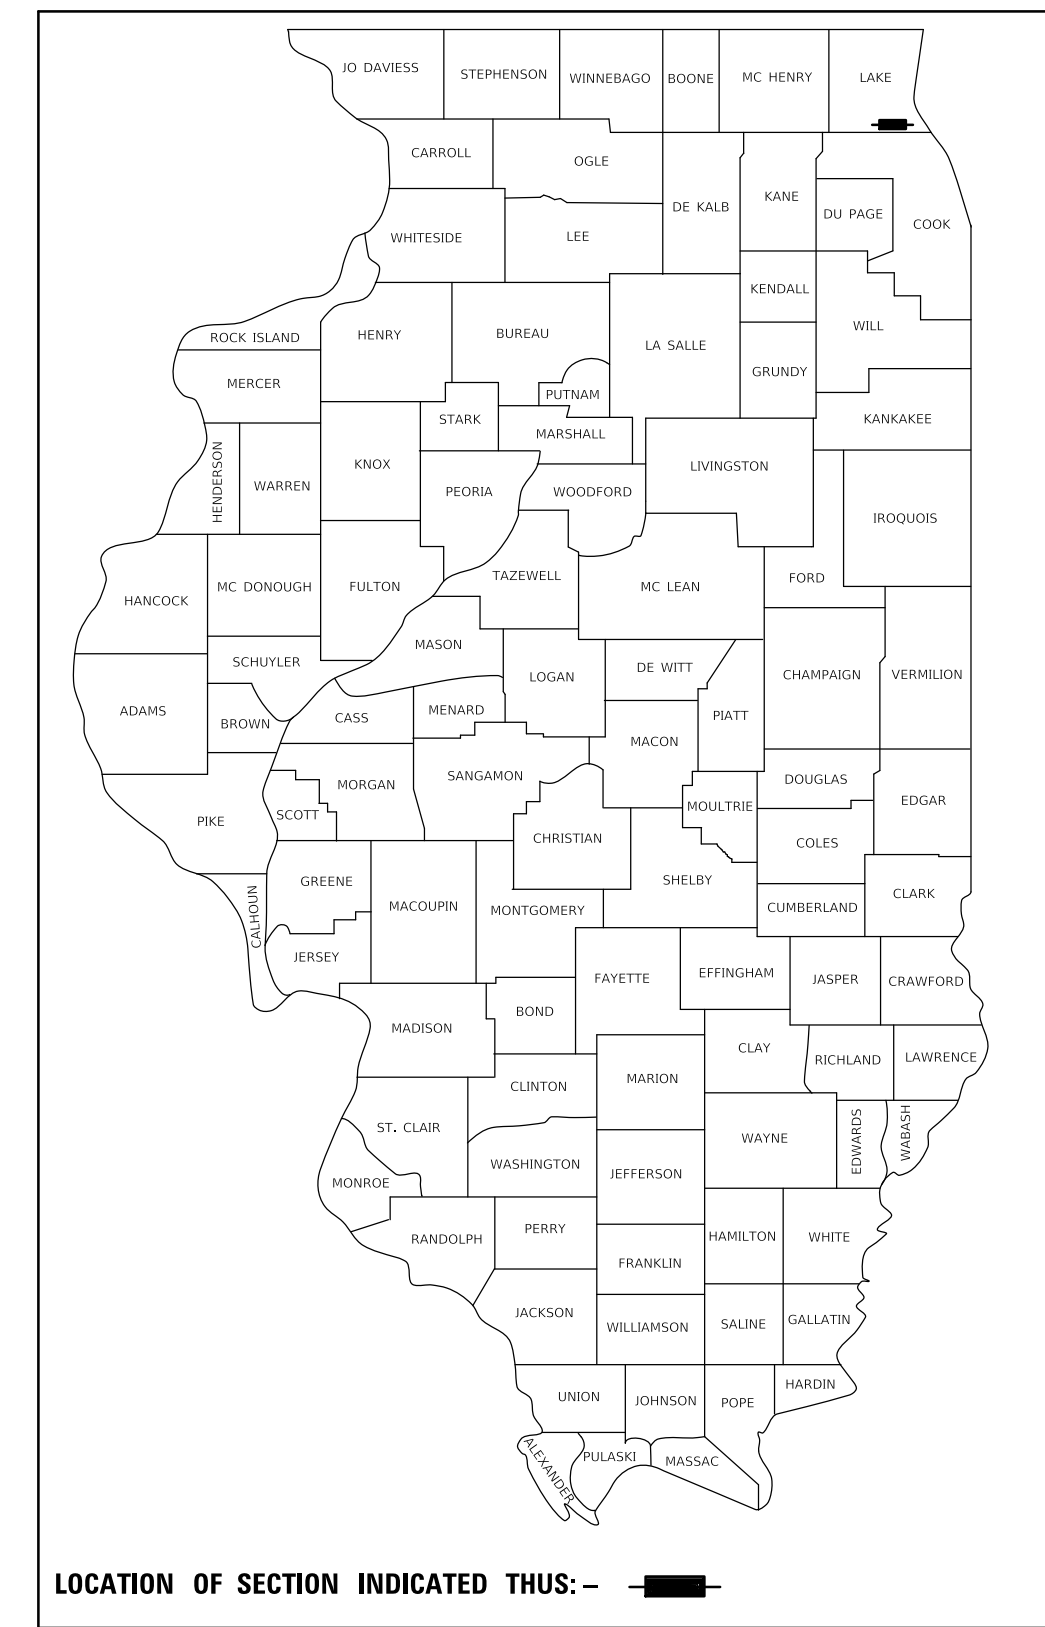 JO DAVIESS
STEPHENSON
WINNEBAGO
BOONE
MC HENRY
LAKE
CARROLL
OGLE
DE KALB
KANE
DU PAGE
COOK
WHITESIDE
LEE
KENDALL
ROCK ISLAND
HENRY
BUREAU
LA SALLE
WILL
GRUNDY
MERCER
PUTNAM
STARK
MARSHALL
KANKAKEE
HENDERSON
WARREN
KNOX
PEORIA
WOODFORD
LIVINGSTON
IROQUOIS
HANCOCK
MC DONOUGH
FULTON
TAZEWELL
MC LEAN
FORD
SCHUYLER
MASON
LOGAN
DE WITT
CHAMPAIGN
VERMILION
ADAMS
BROWN
CASS
MENARD
MACON
PIATT
PIKE
SCOTT
MORGAN
SANGAMON
CHRISTIAN
MOULTRIE
DOUGLAS
EDGAR
COLES
CALHOUN
GREENE
MACOUPIN
MONTGOMERY
SHELBY
CUMBERLAND
CLARK
JERSEY
FAYETTE
EFFINGHAM
JASPER
CRAWFORD
MADISON
BOND
CLAY
RICHLAND
LAWRENCE
CLINTON
MARION
ST. CLAIR
WAYNE
EDWARDS
WABASH
MONROE
WASHINGTON
JEFFERSON
RANDOLPH
PERRY
HAMILTON
WHITE
FRANKLIN
JACKSON
WILLIAMSON
SALINE
GALLATIN
UNION
JOHNSON
POPE
HARDIN
ALEXANDER
PULASKI
MASSAC
LOCATION OF SECTION INDICATED THUS: –